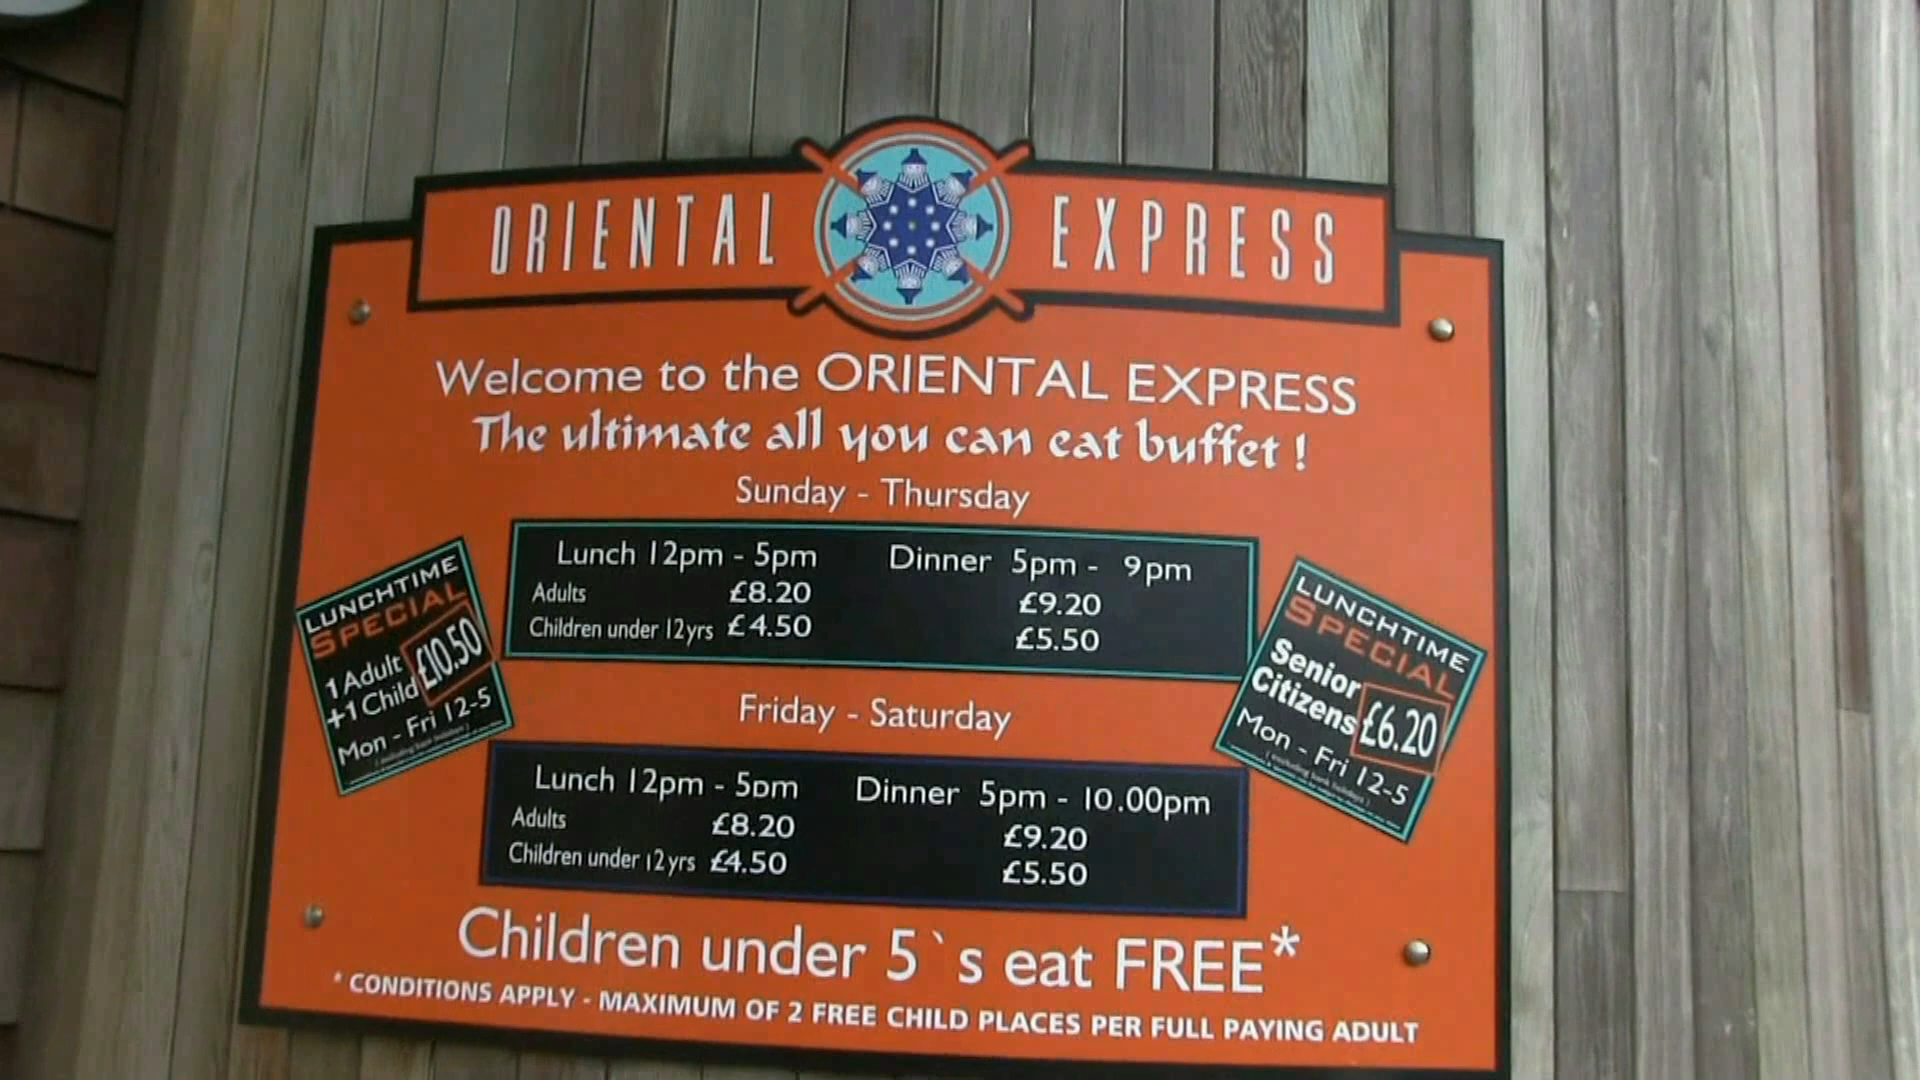 ORIENTAL EXPRESS
Welcome to the ORIENTAL EXPRESS
The ultimate all you can eat buffet !
Sunday - Thursday
Lunch 12pm - 5pm Dinner 5pm - 9pm
Adults £8.20 £9.20
Children under 12yrs £4.50 £5.50
LUNCHTIME
SPECIAL
1 Adult
+1 Child £10.50
Mon - Fri 12-5
LUNCHTIME
SPECIAL
Senior
Citizens £6.20
Mon - Fri 12-5
Friday - Saturday
Lunch 12pm - 5pm Dinner 5pm - 10.00pm
Adults £8.20 £9.20
Children under 12yrs £4.50 £5.50
Children under 5`s eat FREE*
* CONDITIONS APPLY - MAXIMUM OF 2 FREE CHILD PLACES PER FULL PAYING ADULT